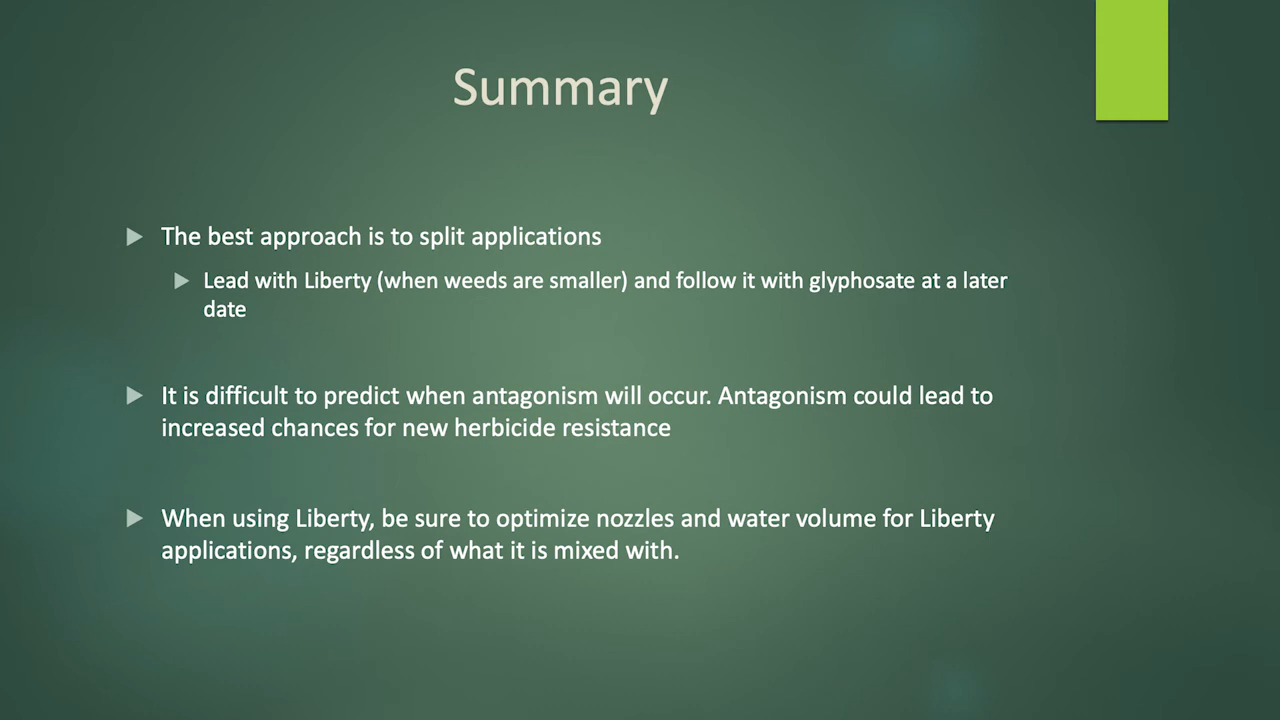 Summary
The best approach is to split applications
Lead with Liberty (when weeds are smaller) and follow it with glyphosate at a later
date
It is difficult to predict when antagonism will occur. Antagonism could lead to
increased chances for new herbicide resistance
When using Liberty, be sure to optimize nozzles and water volume for Liberty
applications, regardless of what it is mixed with.